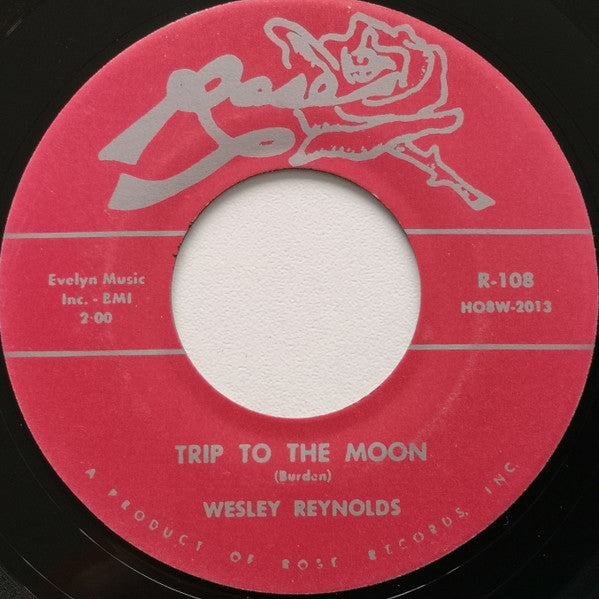 Rose
Evelyn Music
Inc. - BMI
2:00
R-108
HO8W-2013
TRIP TO THE MOON
(Burden)
WESLEY REYNOLDS
A PRODUCT OF ROSE RECORDS, INC.